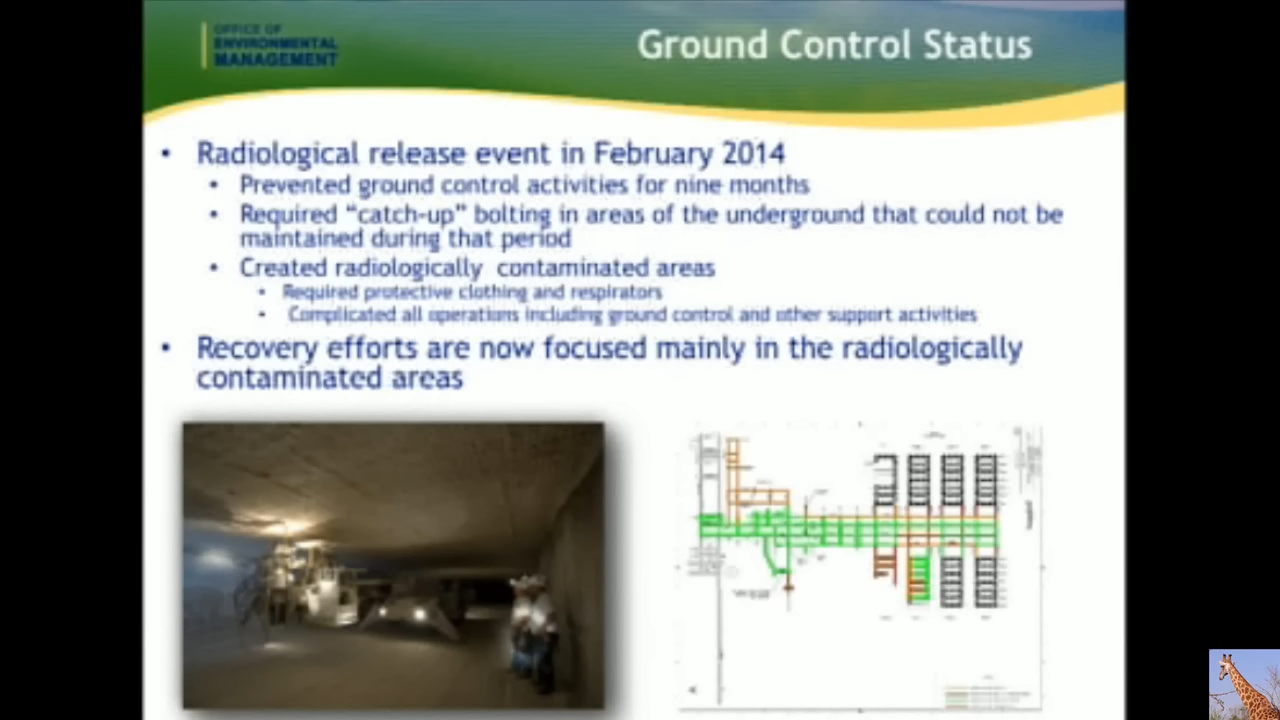 OFFICE OF
ENVIRONMENTAL
MANAGEMENT
Ground Control Status
• Radiological release event in February 2014
• Prevented ground control activities for nine months
• Required “catch-up” bolting in areas of the underground that could not be
maintained during that period
• Created radiologically contaminated areas
• Required protective clothing and respirators
• Complicated all operations including ground control and other support activities
• Recovery efforts are now focused mainly in the radiologically
contaminated areas